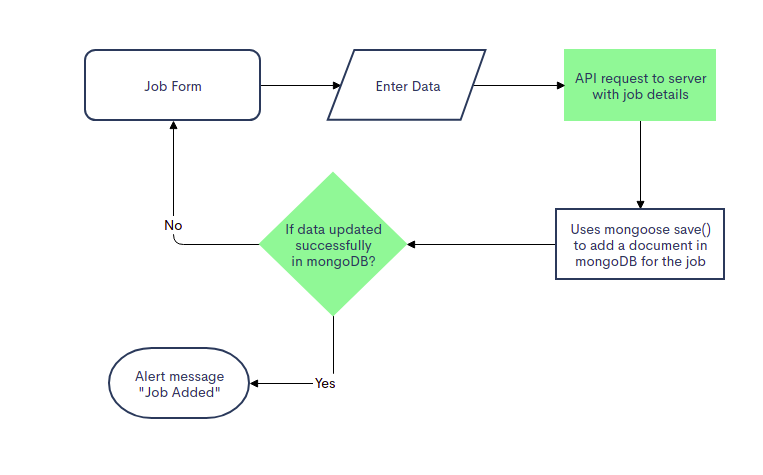 Job Form
Enter Data
API request to server
with job details
Uses mongoose save()
to add a document in
mongoDB for the job
If data updated
successfully
in mongoDB?
No
Yes
Alert message
"Job Added"